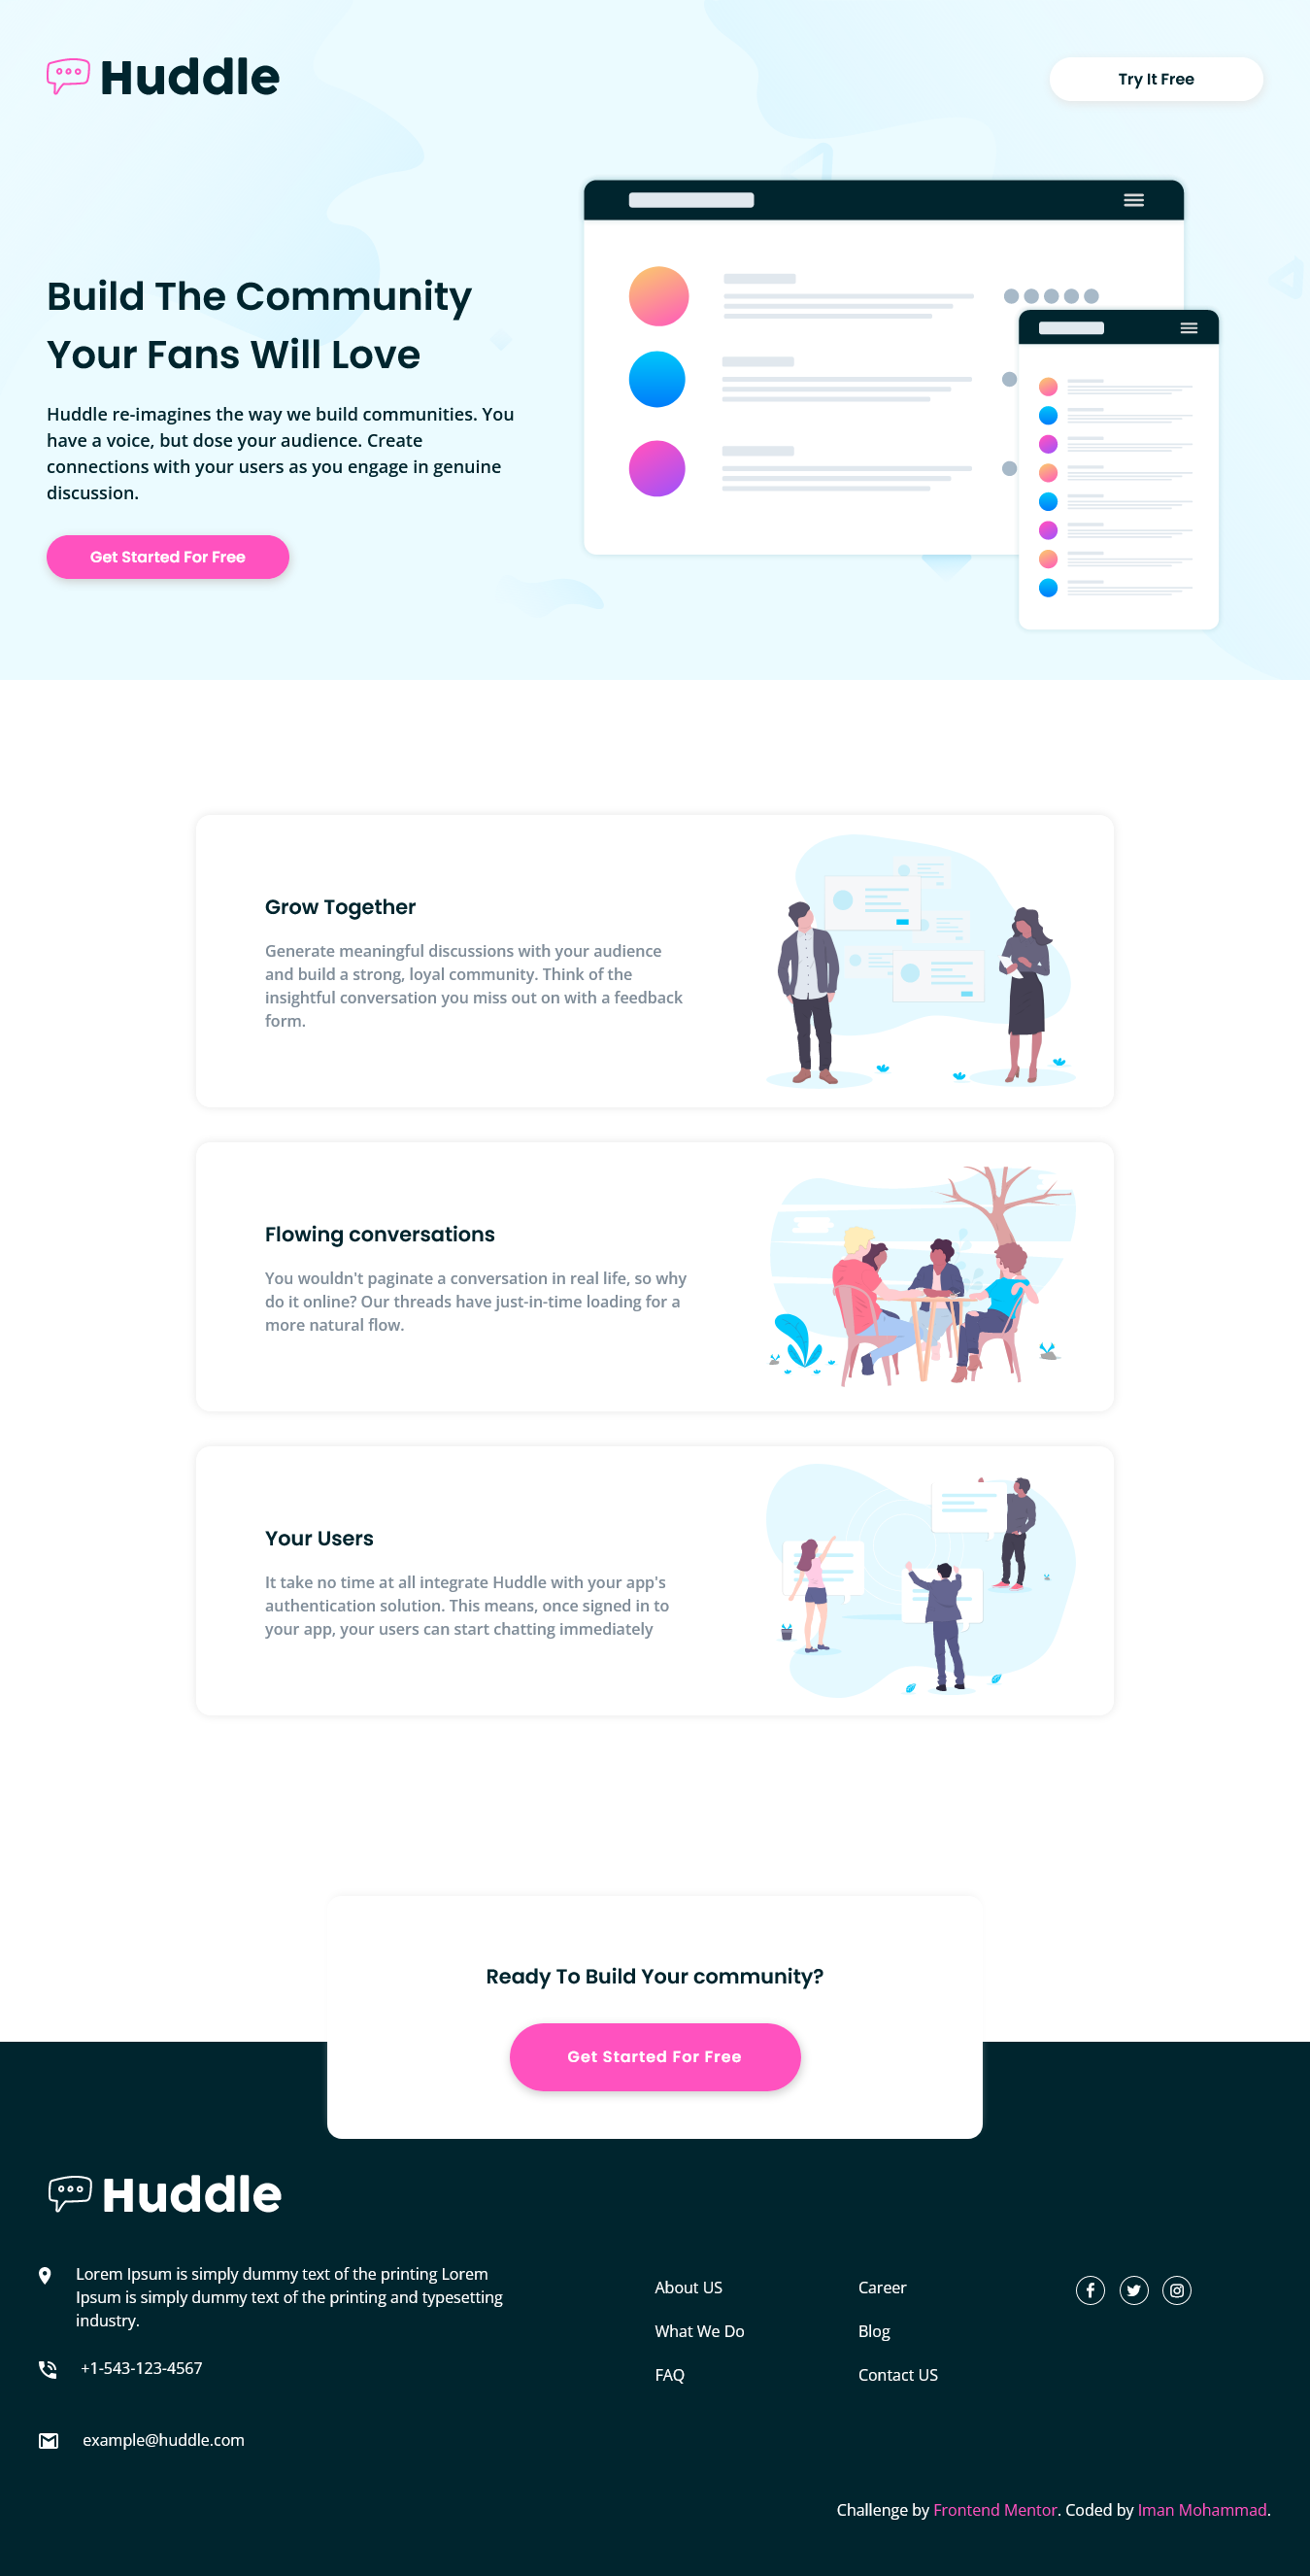 Huddle
Try It Free
Build The Community
Your Fans Will Love
Huddle re-imagines the way we build communities. You
have a voice, but dose your audience. Create
connections with your users as you engage in genuine
discussion.
Get Started For Free
Grow Together
Generate meaningful discussions with your audience
and build a strong, loyal community. Think of the
insightful conversation you miss out on with a feedback
form.
Flowing conversations
You wouldn't paginate a conversation in real life, so why
do it online? Our threads have just-in-time loading for a
more natural flow.
Your Users
It take no time at all integrate Huddle with your app's
authentication solution. This means, once signed in to
your app, your users can start chatting immediately
Ready To Build Your community?
Get Started For Free
Huddle
Lorem Ipsum is simply dummy text of the printing Lorem
Ipsum is simply dummy text of the printing and typesetting
industry.
+1-543-123-4567
example@huddle.com
About US
What We Do
FAQ
Career
Blog
Contact US
Challenge by Frontend Mentor. Coded by Iman Mohammad.